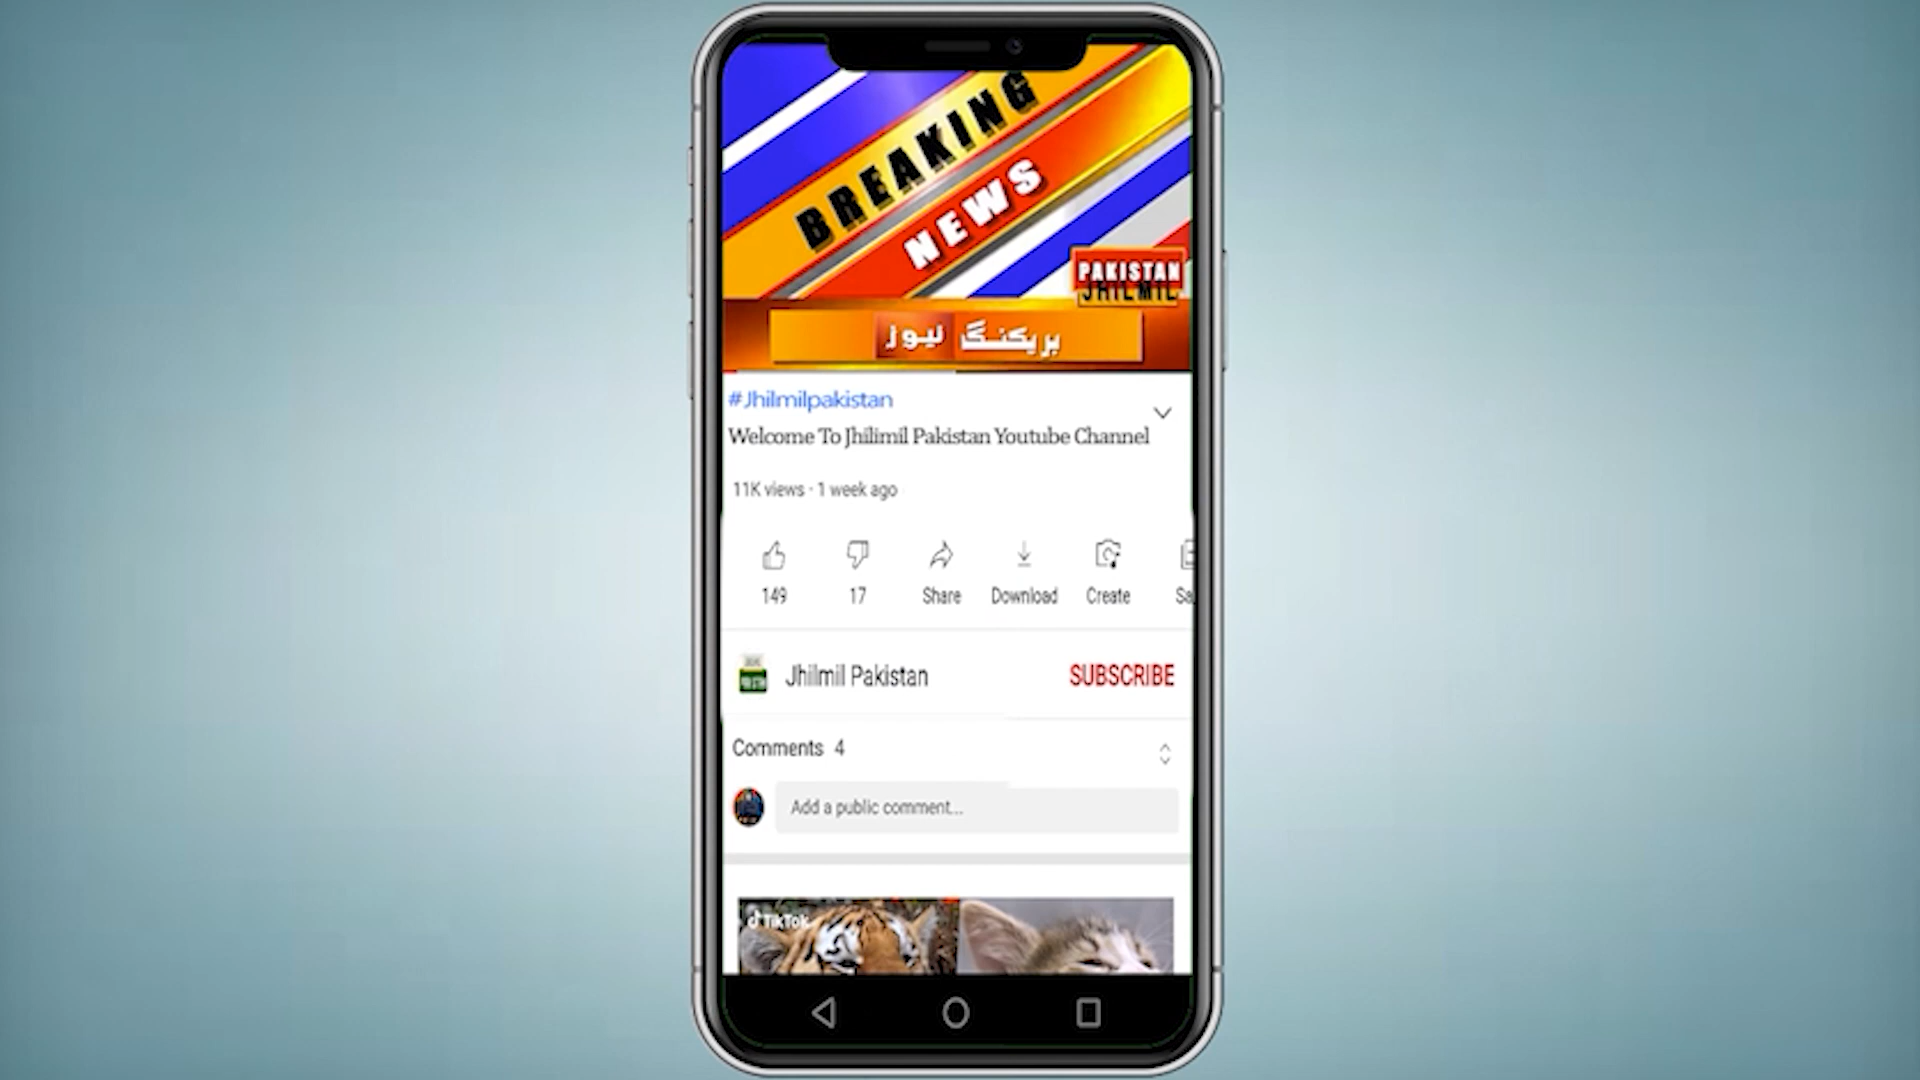 BREAKING
NEWS
PAKISTAN
JHILMIL
بریکنگ نیوز
#Jhilmilpakistan
Welcome To Jhilimil Pakistan Youtube Channel
11K views · 1 week ago
149
17
Share
Download
Create
Sa
Jhilmil Pakistan
SUBSCRIBE
Comments 4
Add a public comment...
TikTok